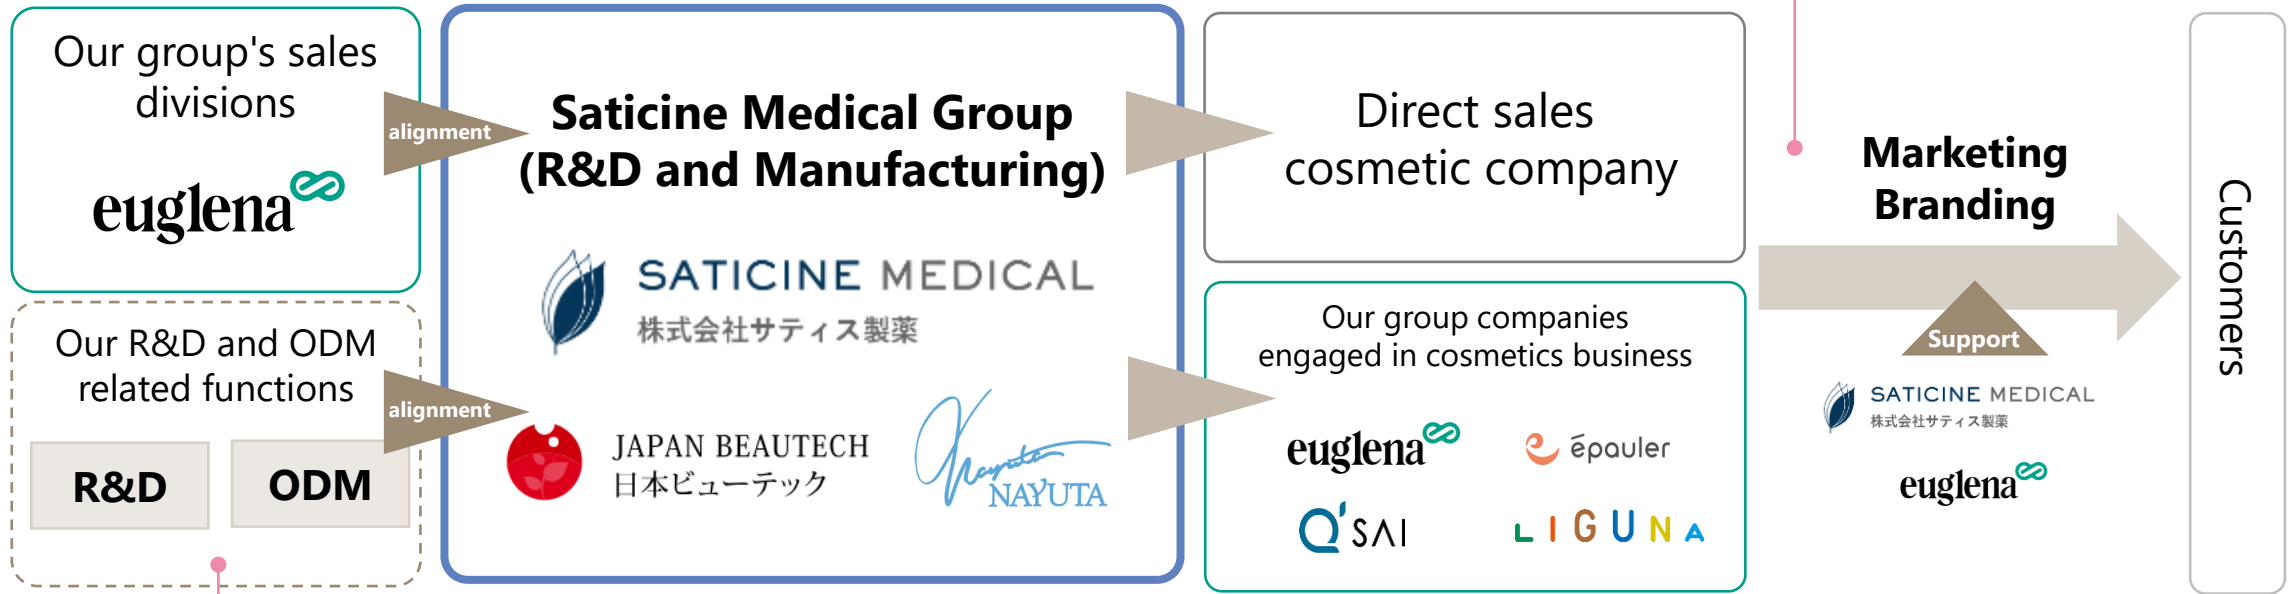 Our group's sales
divisions
euglena
alignment
Our R&D and ODM
related functions
R&D
ODM
alignment
Saticine Medical Group
(R&D and Manufacturing)
SATICINE MEDICAL
株式会社サティス製薬
JAPAN BEAUTECH
日本ビューテック
Nayuta
NAYUTA
Direct sales
cosmetic company
Our group companies
engaged in cosmetics business
euglena
épauler
Q'SAI
LIGUNA
Marketing
Branding
Support
SATICINE MEDICAL
株式会社サティス製薬
euglena
Customers